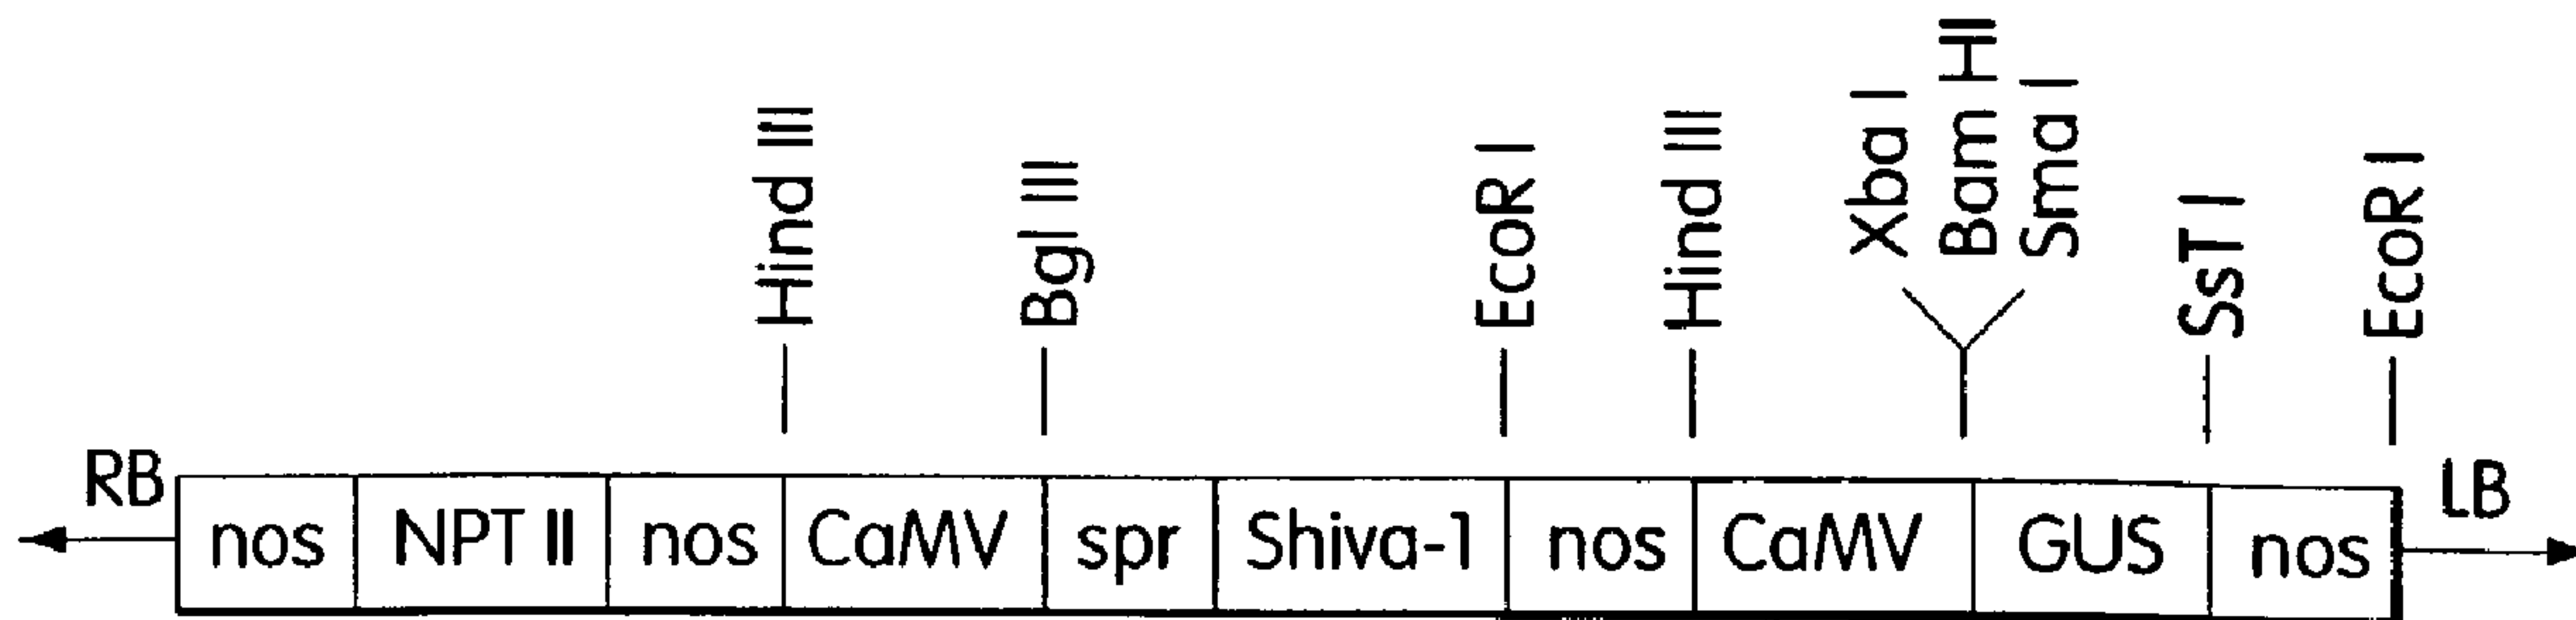 Hind III
Bgl III
EcoR I
Hind III
Xba I
Bam HI
Sma I
SsT I
EcoR I
RB
nos
NPT II
nos
CaMV
spr
Shiva-1
nos
CaMV
GUS
nos
LB